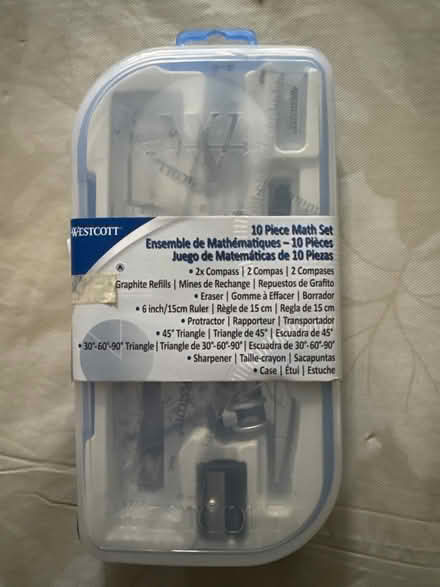 WESTCOTT
10 Piece Math Set
Ensemble de Mathématiques – 10 Pièces
Juego de Matemáticas de 10 Piezas
• 2x Compass | 2 Compas | 2 Compases
Graphite Refills | Mines de Rechange | Repuestos de Grafito
• Eraser | Gomme à Effacer | Borrador
• 6 inch/15cm Ruler | Règle de 15 cm | Regla de 15 cm
• Protractor | Rapporteur | Transportador
• 45° Triangle | Triangle de 45° | Escuadra de 45°
• 30°-60°-90° Triangle | Triangle de 30°-60°-90° | Escuadra de 30°-60°-90°
• Sharpener | Taille-crayon | Sacapuntas
• Case | Étui | Estuche